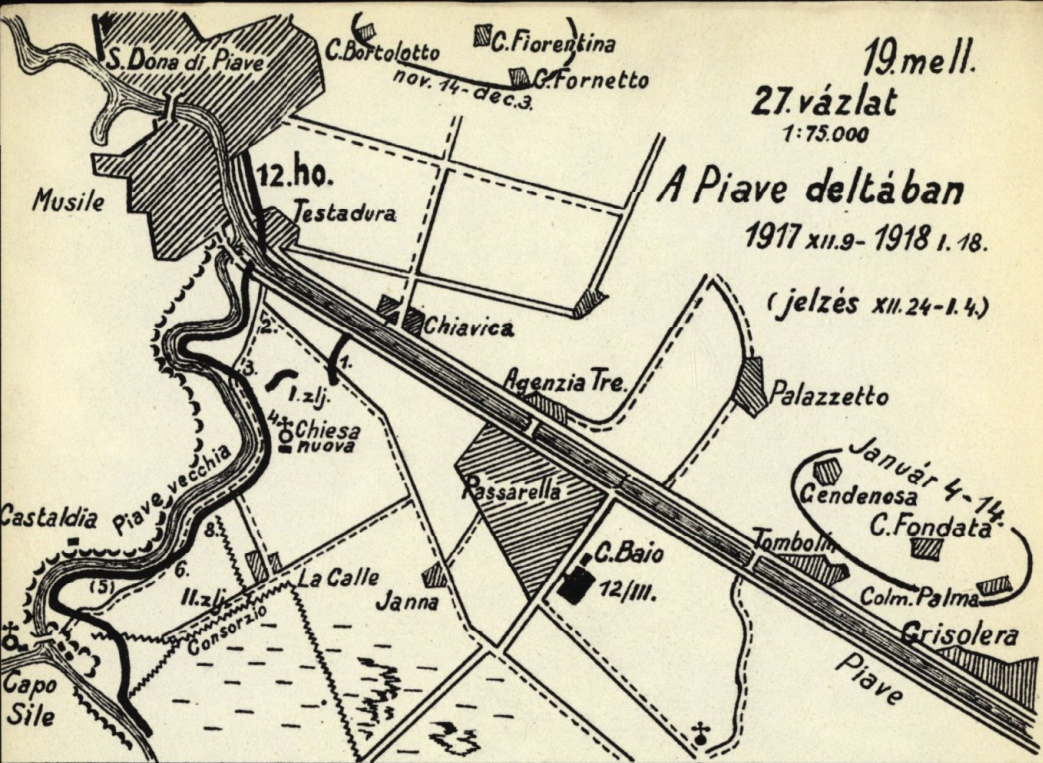 19. mell.
27. vázlat
1:75.000
A Piave deltában
1917 XII.9 - 1918 I. 18.
(jelzés XII. 24 - I. 4.)
S. Dona di Piave
C. Bortolotto
C. Fiorentina
C. Fornetto
nov. 14 - dec. 3.
Musile
12. ho.
Testadura
Chiavica
2.
1.
3.
I. zlj.
4.
Chiesa
nuova
Agenzia Tre.
Palazzetto
Passarella
Piave vecchia
Castaldia
8.
(5)
6.
II. zlj.
La Calle
Consorzio
Janna
C. Baio
12/III.
Január 4-14.
Cendenosa
C. Fondata
Tombolin
Colm. Palma
Grisolera
Piave
Capo
Sile